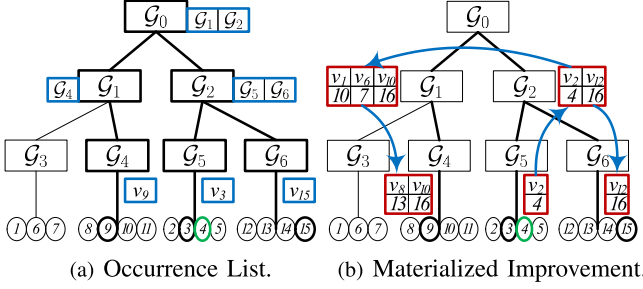 𝒢0 𝒢1 𝒢2
𝒢4 𝒢1 𝒢2 𝒢5 𝒢6
𝒢3 𝒢4 𝒢5 𝒢6
v9 v3 v15
1 6 7 8 9 10 11 2 3 4 5 12 13 14 15
(a) Occurrence List.
𝒢0
v1 v6 v10
10 7 16
𝒢1 𝒢2
v2 v12
4 16
𝒢3 𝒢4 𝒢5 𝒢6
v8 v10
13 16
v2
4
v12
16
1 6 7 8 9 10 11 2 3 4 5 12 13 14 15
(b) Materialized Improvement.